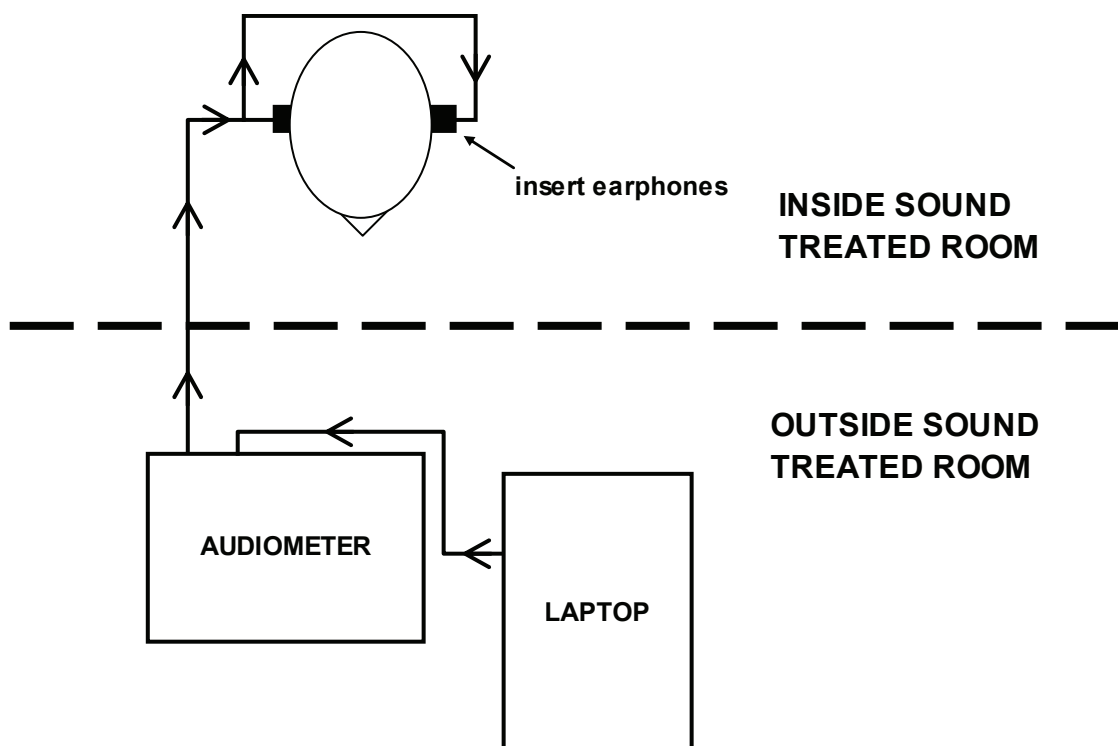 insert earphones
INSIDE SOUND
TREATED ROOM
OUTSIDE SOUND
TREATED ROOM
AUDIOMETER
LAPTOP